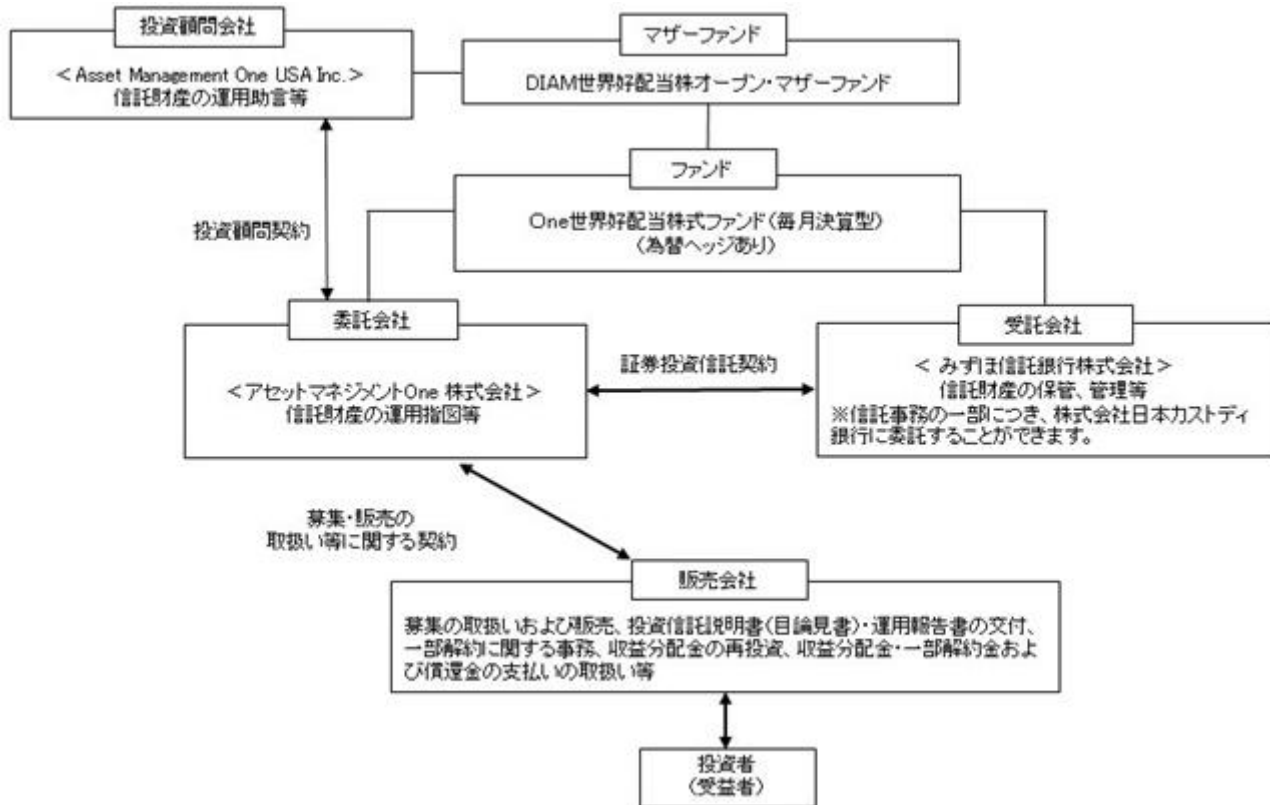 投資顧問会社
＜Asset Management One USA Inc.＞
信託財産の運用助言等
マザーファンド
DIAM世界好配当株オープン・マザーファンド
ファンド
One世界好配当株式ファンド（毎月決算型）
（為替ヘッジあり）
投資顧問契約
委託会社
＜アセットマネジメントOne 株式会社＞
信託財産の運用指図等
証券投資信託契約
受託会社
＜ みずほ信託銀行株式会社＞
信託財産の保管、管理等
※信託事務の一部につき、株式会社日本カストディ
銀行に委託することができます。
募集・販売の
取扱い等に関する契約
販売会社
募集の取扱いおよび販売、投資信託説明書（目論見書）・運用報告書の交付、
一部解約に関する事務、収益分配金の再投資、収益分配金・一部解約金およ
び償還金の支払いの取扱い等
投資者
（受益者）